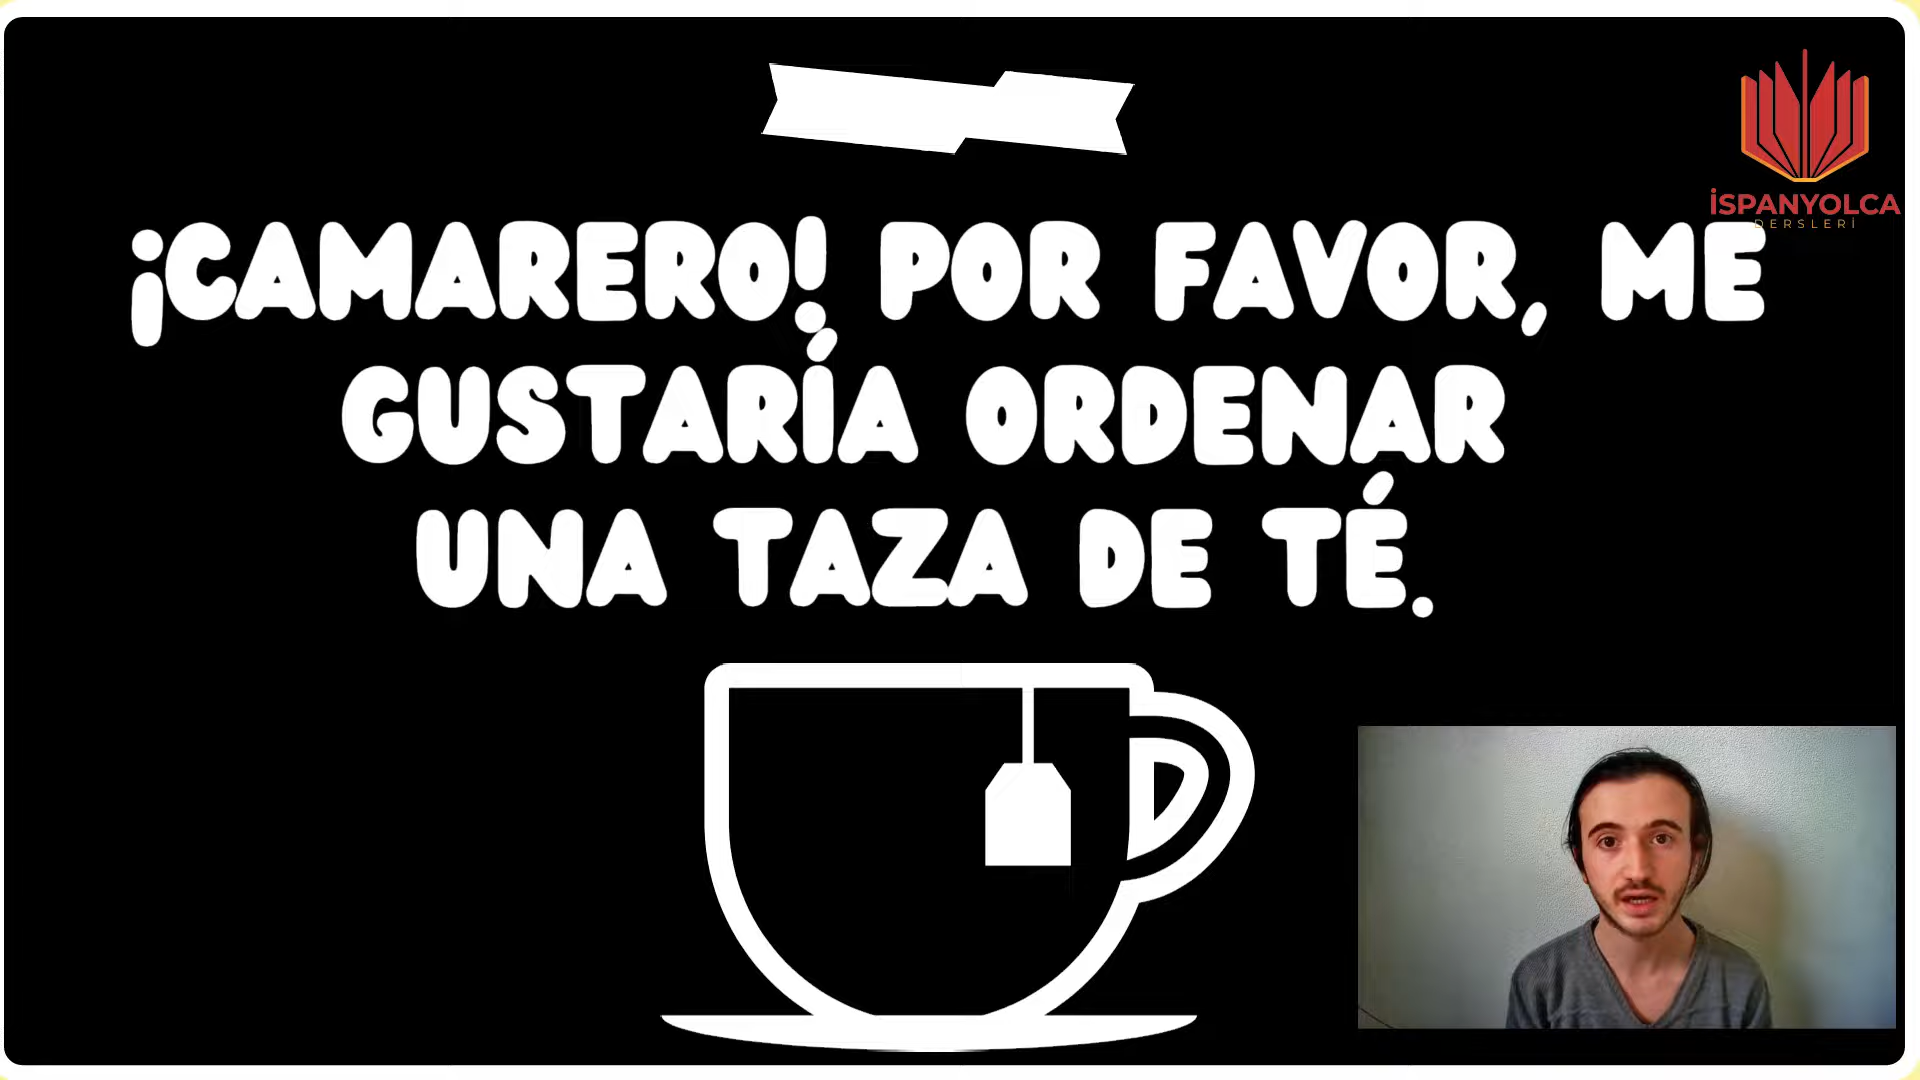 İSPANYOLCA
DERSLERİ
¡CAMARERO! POR FAVOR, ME
GUSTARÍA ORDENAR
UNA TAZA DE TÉ.